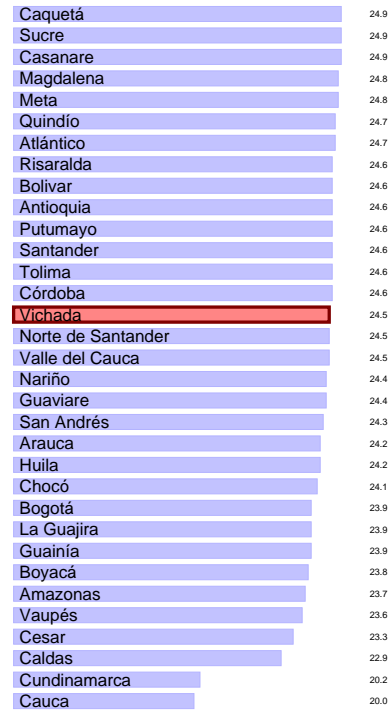 Caquetá 24.9
Sucre 24.9
Casanare 24.9
Magdalena 24.8
Meta 24.8
Quindío 24.7
Atlántico 24.7
Risaralda 24.6
Bolivar 24.6
Antioquia 24.6
Putumayo 24.6
Santander 24.6
Tolima 24.6
Córdoba 24.6
Vichada 24.5
Norte de Santander 24.5
Valle del Cauca 24.5
Nariño 24.4
Guaviare 24.4
San Andrés 24.3
Arauca 24.2
Huila 24.2
Chocó 24.1
Bogotá 23.9
La Guajira 23.9
Guainía 23.9
Boyacá 23.8
Amazonas 23.7
Vaupés 23.6
Cesar 23.3
Caldas 22.9
Cundinamarca 20.2
Cauca 20.0